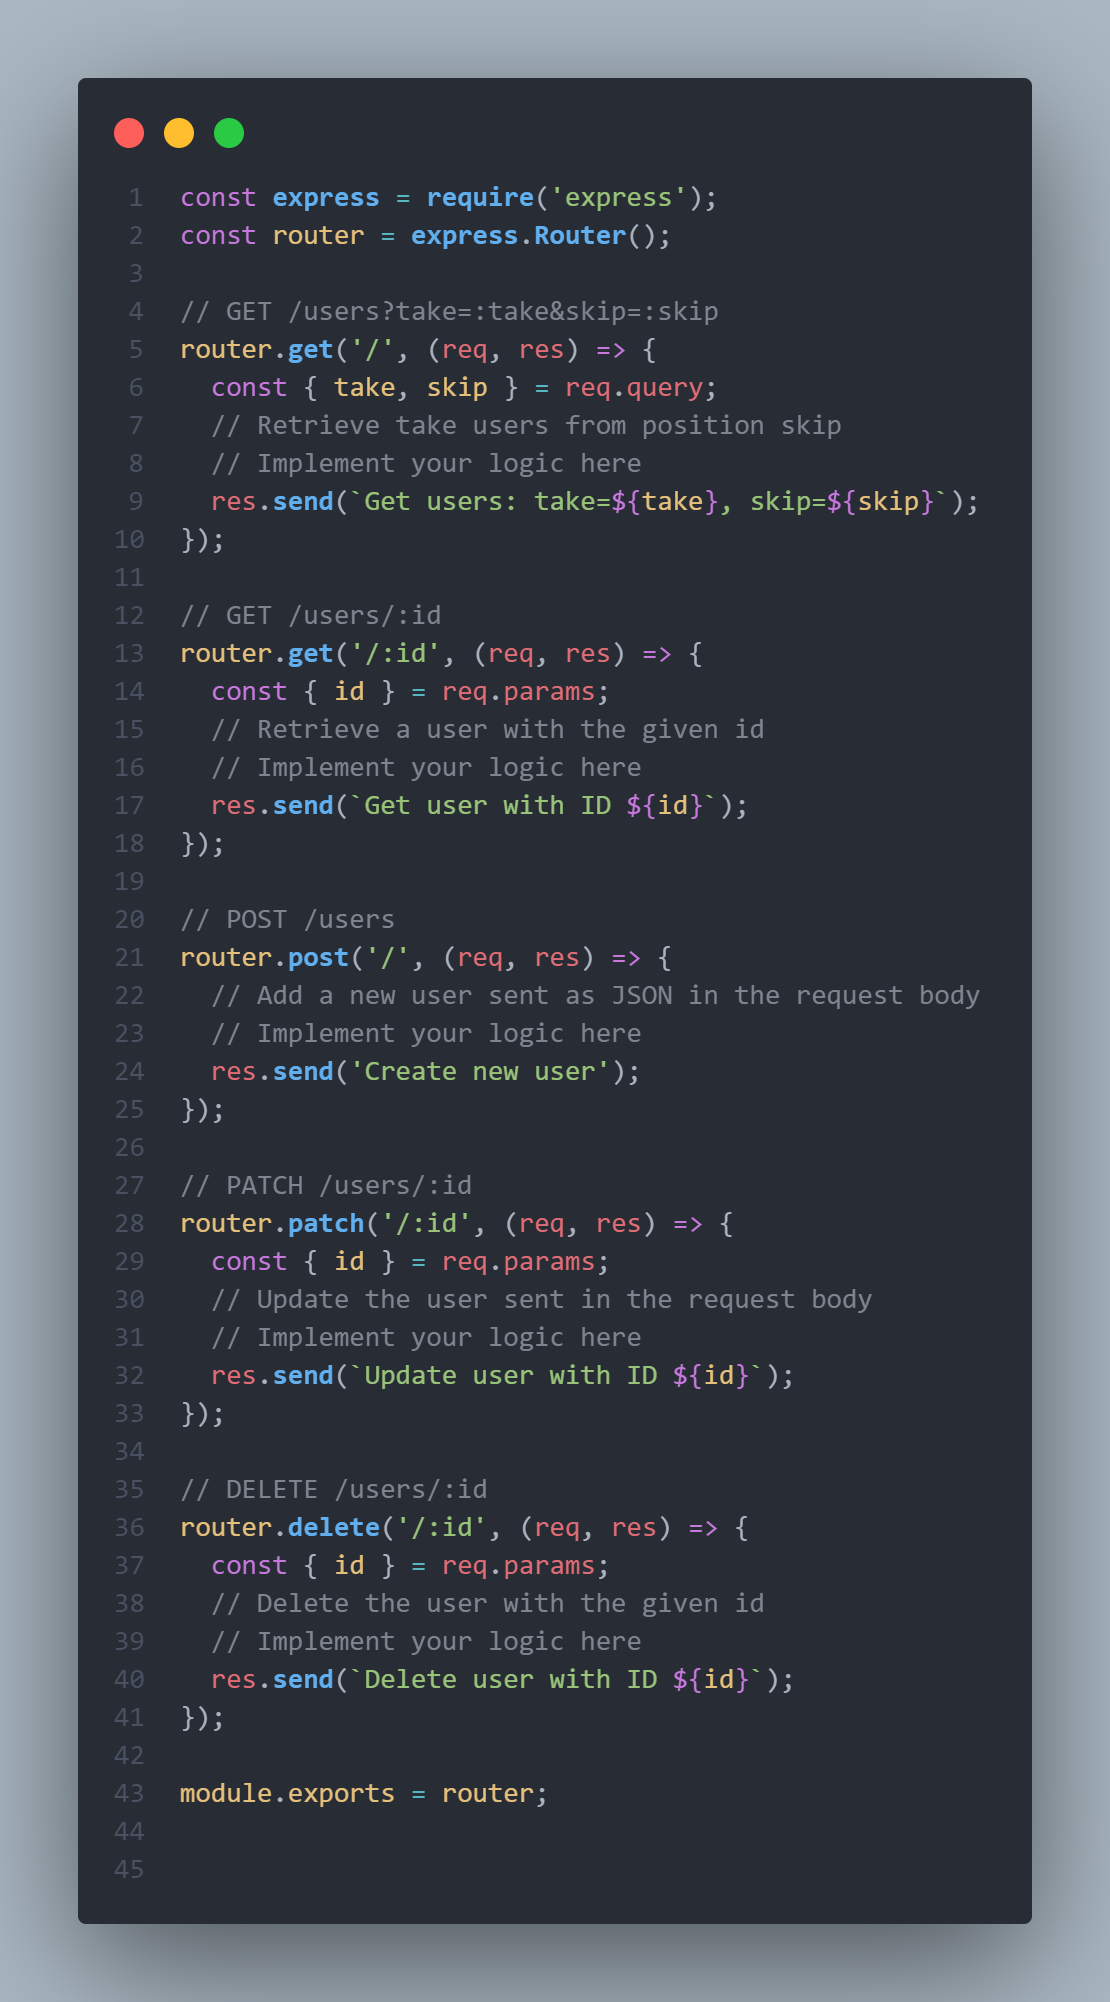 1 const express = require('express');
2 const router = express.Router();
3
4 // GET /users?take=:take&skip=:skip
5 router.get('/', (req, res) => {
6   const { take, skip } = req.query;
7   // Retrieve take users from position skip
8   // Implement your logic here
9   res.send(`Get users: take=${take}, skip=${skip}`);
10 });
11
12 // GET /users/:id
13 router.get('/:id', (req, res) => {
14   const { id } = req.params;
15   // Retrieve a user with the given id
16   // Implement your logic here
17   res.send(`Get user with ID ${id}`);
18 });
19
20 // POST /users
21 router.post('/', (req, res) => {
22   // Add a new user sent as JSON in the request body
23   // Implement your logic here
24   res.send('Create new user');
25 });
26
27 // PATCH /users/:id
28 router.patch('/:id', (req, res) => {
29   const { id } = req.params;
30   // Update the user sent in the request body
31   // Implement your logic here
32   res.send(`Update user with ID ${id}`);
33 });
34
35 // DELETE /users/:id
36 router.delete('/:id', (req, res) => {
37   const { id } = req.params;
38   // Delete the user with the given id
39   // Implement your logic here
40   res.send(`Delete user with ID ${id}`);
41 });
42
43 module.exports = router;
44
45